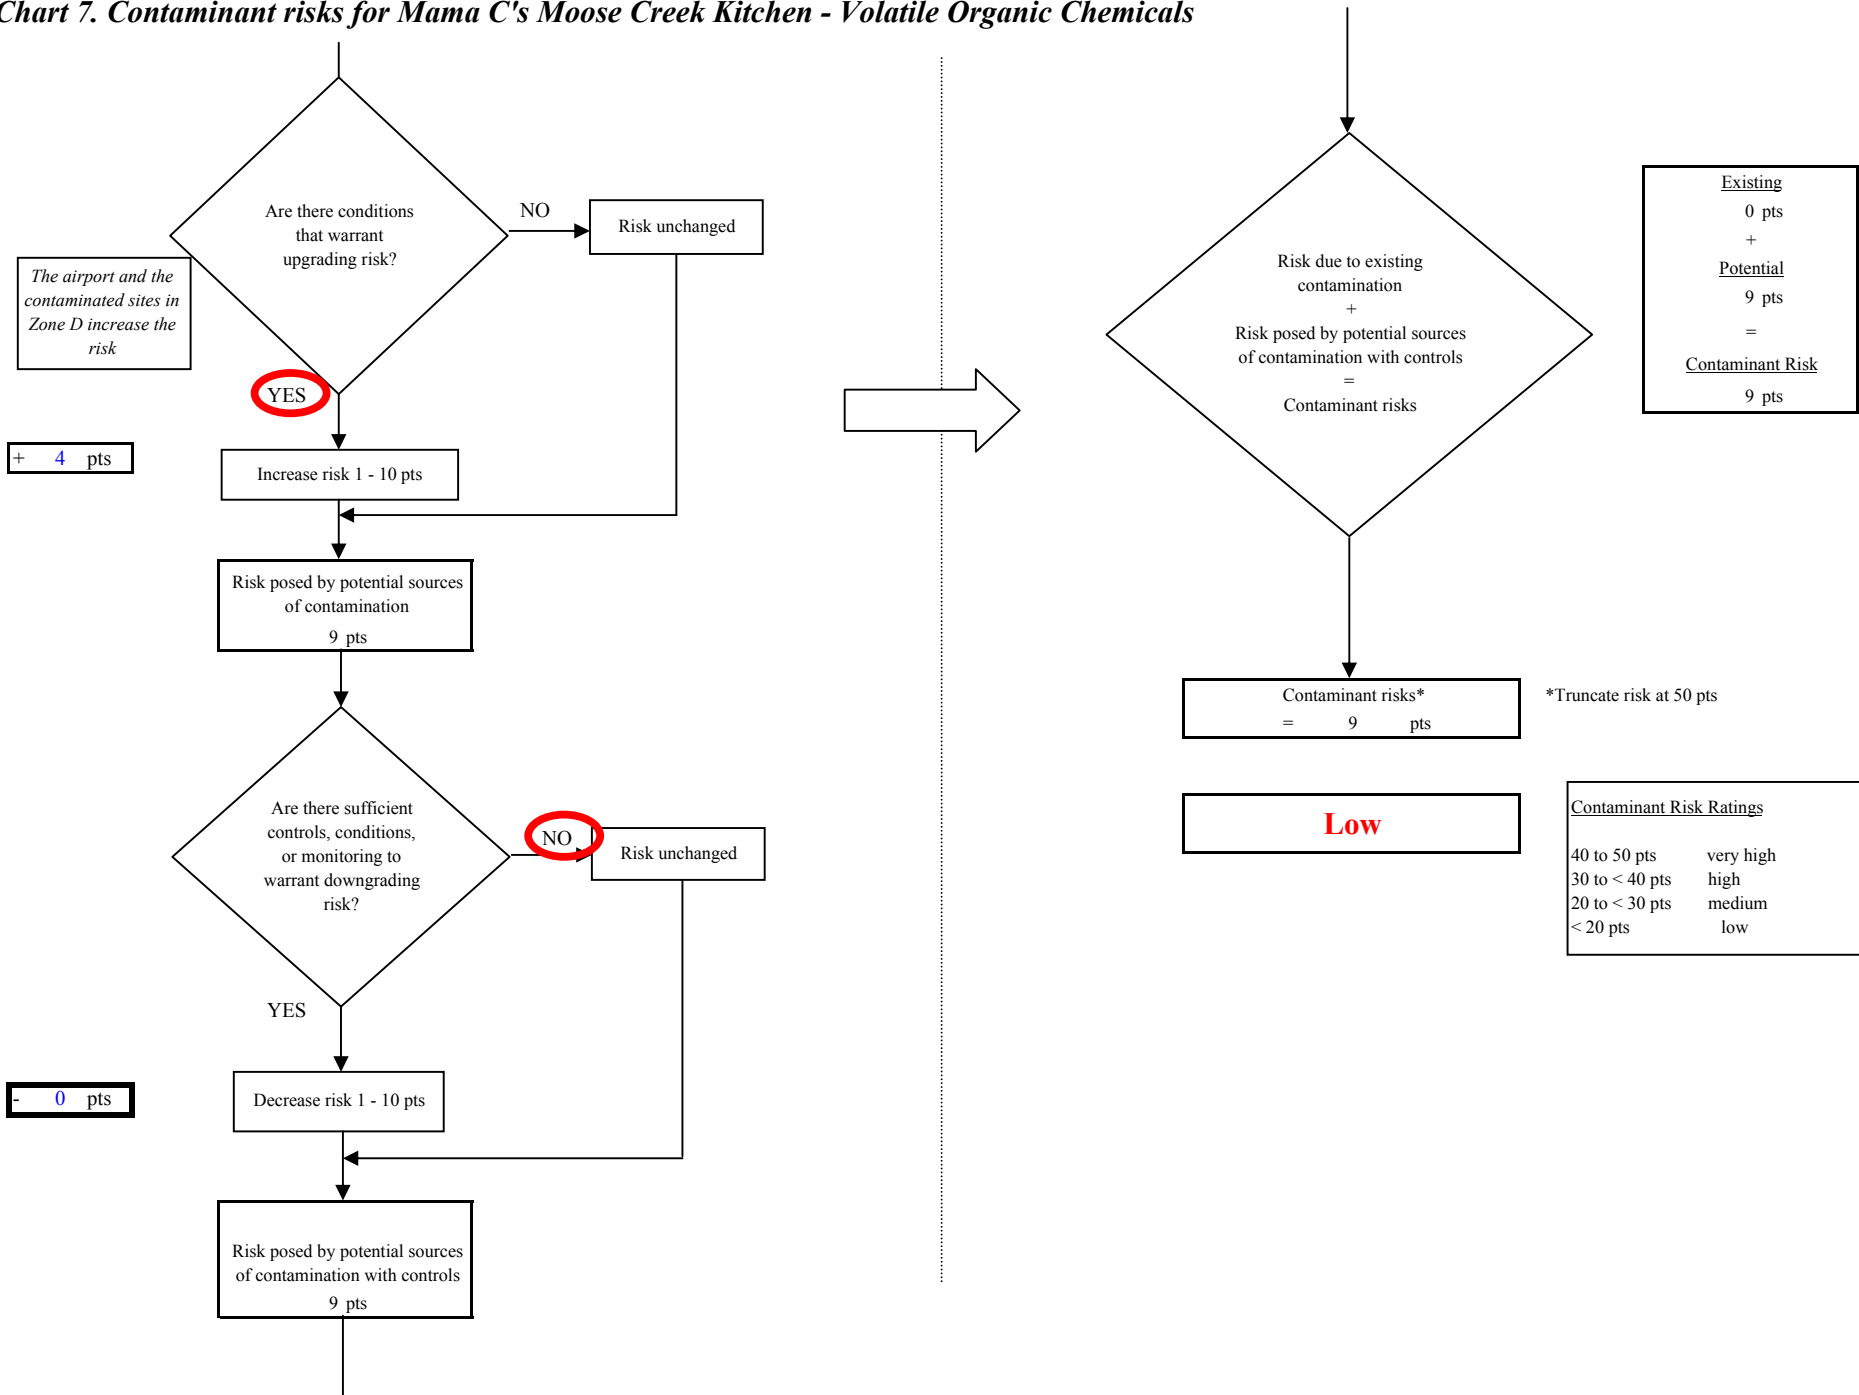 Chart 7. Contaminant risks for Mama C's Moose Creek Kitchen - Volatile Organic Chemicals
Are there conditions
that warrant
upgrading risk?
NO
Risk unchanged
The airport and the
contaminated sites in
Zone D increase the
risk
YES
+ 4 pts
Increase risk 1 - 10 pts
Risk posed by potential sources
of contamination
9 pts
Are there sufficient
controls, conditions,
or monitoring to
warrant downgrading
risk?
NO
Risk unchanged
YES
- 0 pts
Decrease risk 1 - 10 pts
Risk posed by potential sources
of contamination with controls
9 pts
Risk due to existing
contamination
+
Risk posed by potential sources
of contamination with controls
=
Contaminant risks
Existing
0 pts
+
Potential
9 pts
=
Contaminant Risk
9 pts
Contaminant risks*
= 9 pts
*Truncate risk at 50 pts
Low
Contaminant Risk Ratings
40 to 50 pts very high
30 to < 40 pts high
20 to < 30 pts medium
< 20 pts low